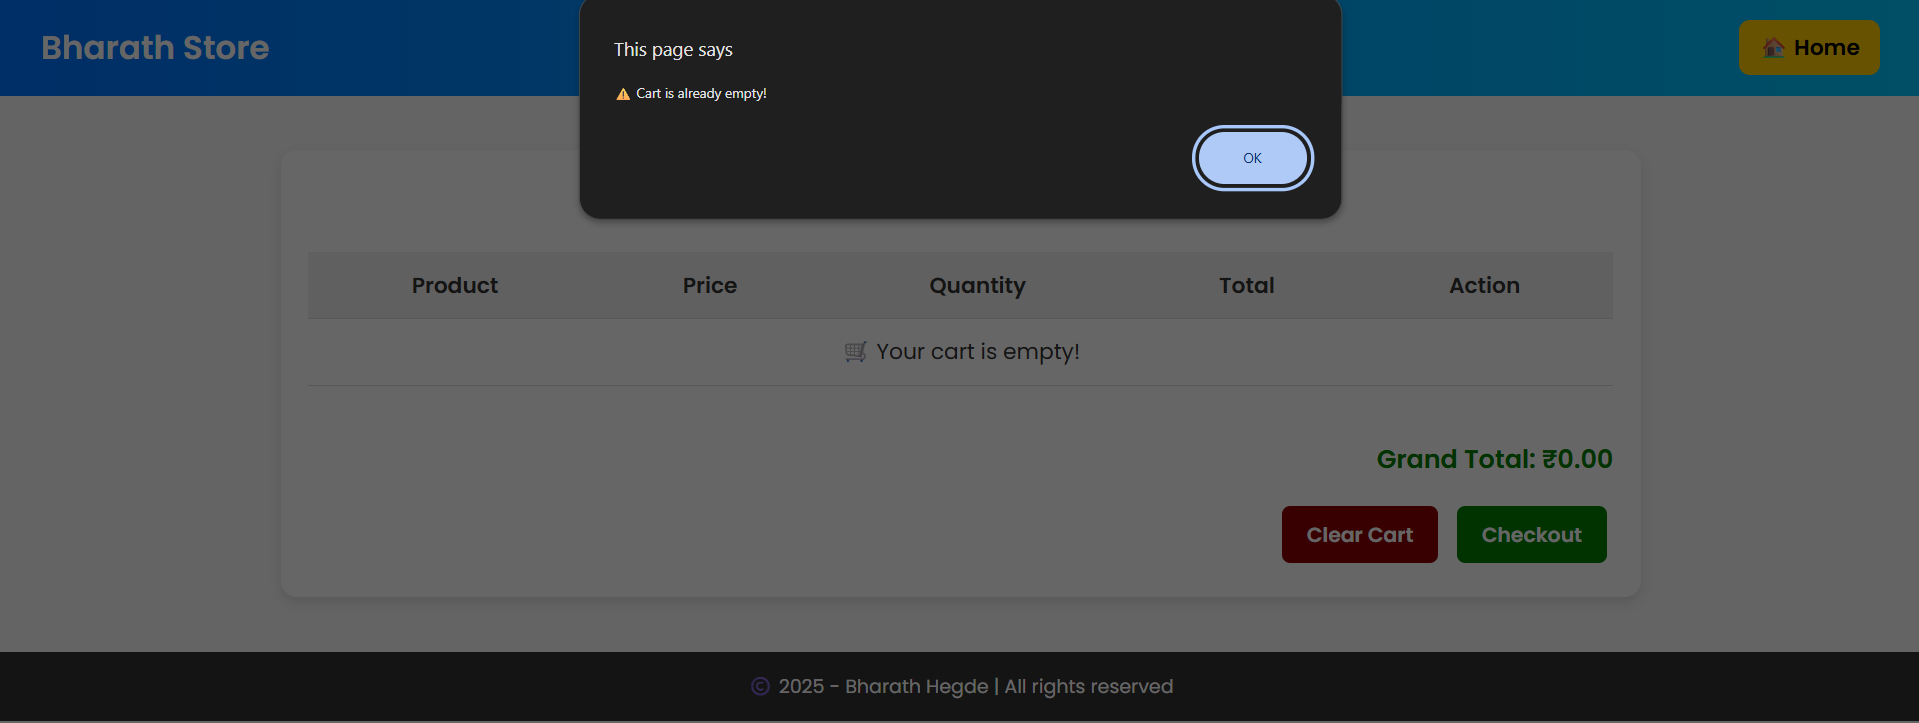 Bharath Store
🏠 Home
This page says
⚠️ Cart is already empty!
OK
Product Price Quantity Total Action
🛒 Your cart is empty!
Grand Total: ₹0.00
Clear Cart Checkout
© 2025 - Bharath Hegde | All rights reserved